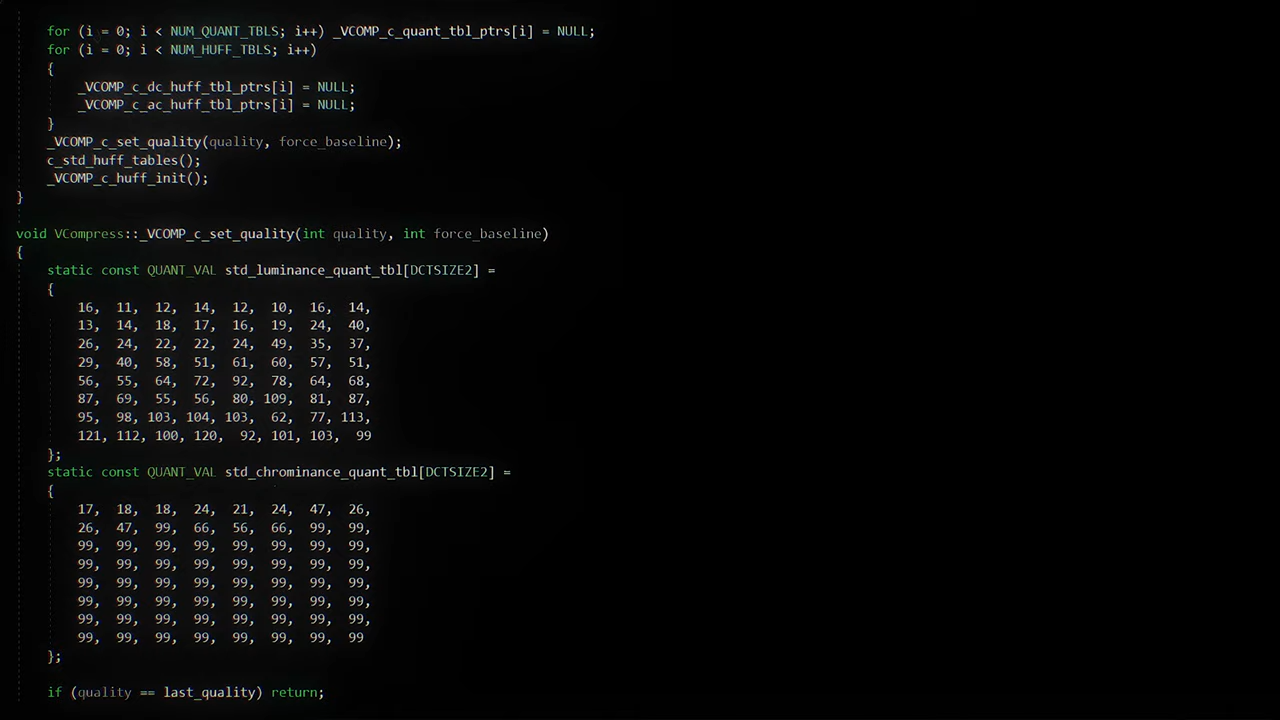 for (i = 0; i < NUM_QUANT_TBLS; i++) _VCOMP_c_quant_tbl_ptrs[i] = NULL;
for (i = 0; i < NUM_HUFF_TBLS; i++)
{
_VCOMP_c_dc_huff_tbl_ptrs[i] = NULL;
_VCOMP_c_ac_huff_tbl_ptrs[i] = NULL;
}
_VCOMP_c_set_quality(quality, force_baseline);
c_std_huff_tables();
_VCOMP_c_huff_init();
}
void VCompress::_VCOMP_c_set_quality(int quality, int force_baseline)
{
static const QUANT_VAL std_luminance_quant_tbl[DCTSIZE2] =
{
16, 11, 12, 14, 12, 10, 16, 14,
13, 14, 18, 17, 16, 19, 24, 40,
26, 24, 22, 22, 24, 49, 35, 37,
29, 40, 58, 51, 61, 60, 57, 51,
56, 55, 64, 72, 92, 78, 64, 68,
87, 69, 55, 56, 80, 109, 81, 87,
95, 98, 103, 104, 103, 62, 77, 113,
121, 112, 100, 120, 92, 101, 103, 99
};
static const QUANT_VAL std_chrominance_quant_tbl[DCTSIZE2] =
{
17, 18, 18, 24, 21, 24, 47, 26,
26, 47, 99, 66, 56, 66, 99, 99,
99, 99, 99, 99, 99, 99, 99, 99,
99, 99, 99, 99, 99, 99, 99, 99,
99, 99, 99, 99, 99, 99, 99, 99,
99, 99, 99, 99, 99, 99, 99, 99,
99, 99, 99, 99, 99, 99, 99, 99,
99, 99, 99, 99, 99, 99, 99, 99
};
if (quality == last_quality) return;